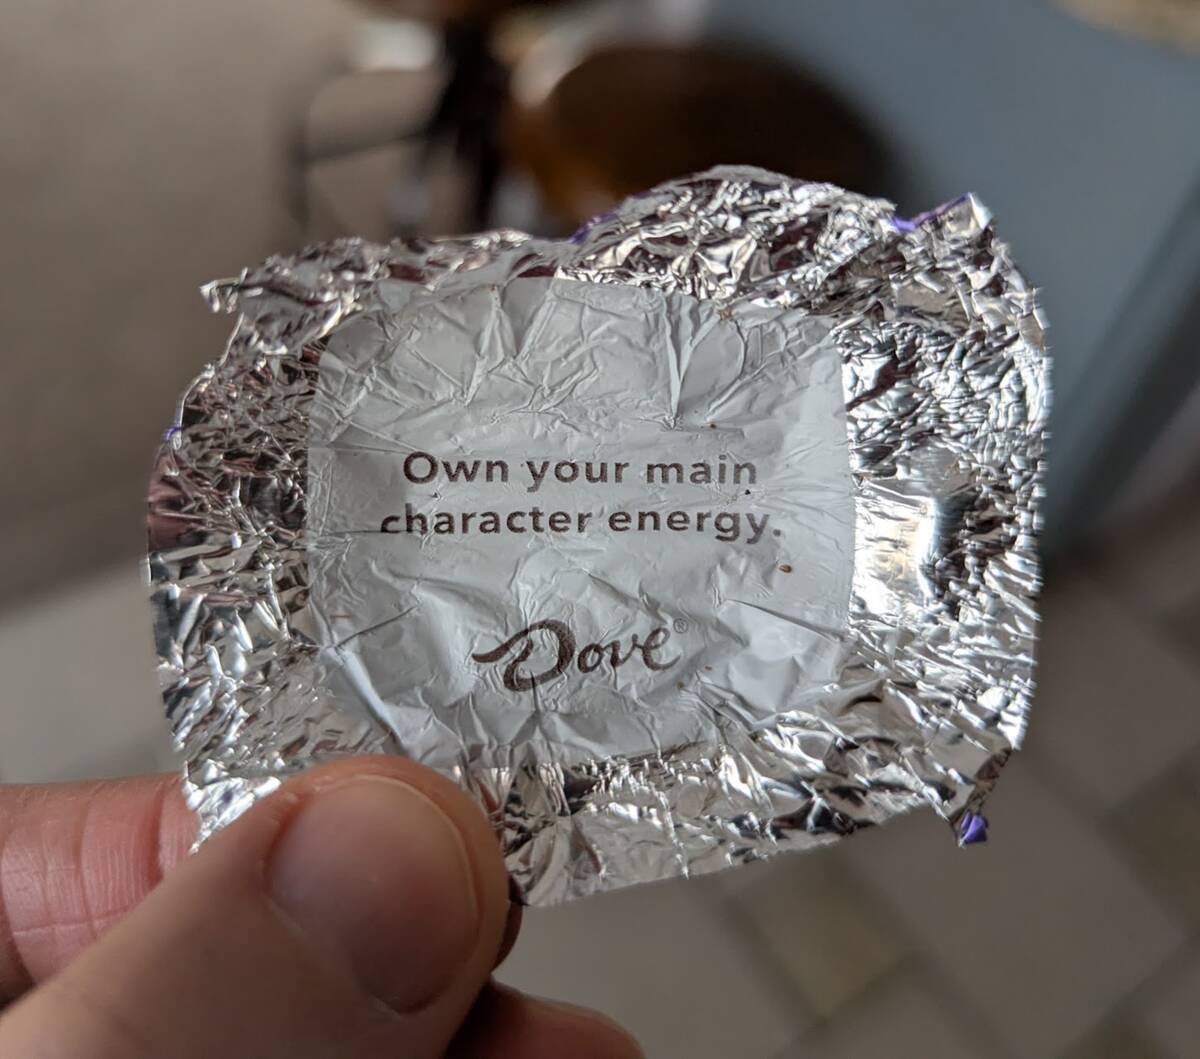 Own your main
character energy.
Dove®